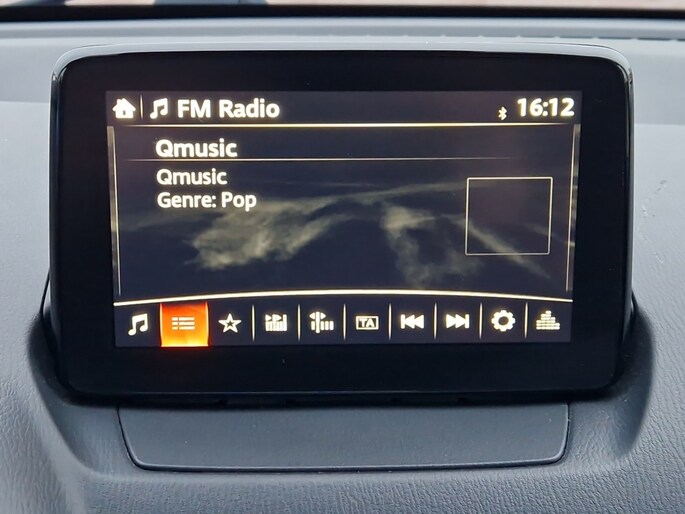 FM Radio
16:12
Qmusic
Qmusic
Genre: Pop
TA